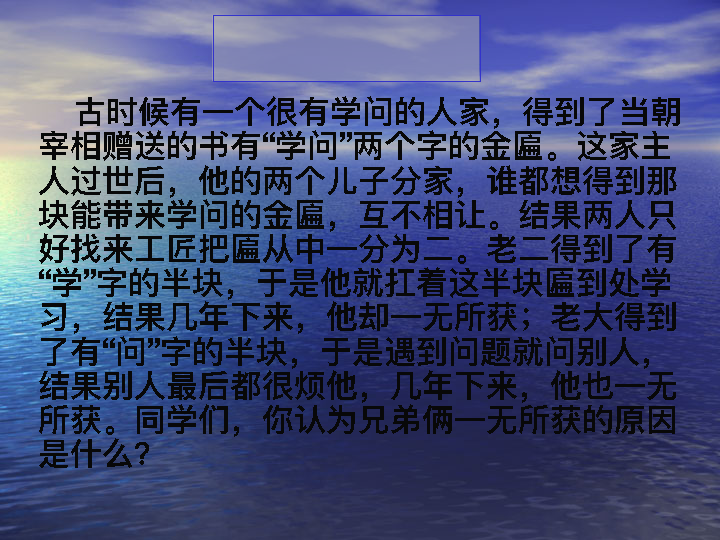 古时候有一个很有学问的人家，得到了当朝
宰相赠送的书有“学问”两个字的金匾。这家主
人过世后，他的两个儿子分家，谁都想得到那
块能带来学问的金匾，互不相让。结果两人只
好找来工匠把匾从中一分为二。老二得到了有
“学”字的半块，于是他就扛着这半块匾到处学
习，结果几年下来，他却一无所获；老大得到
了有“问”字的半块，于是遇到问题就问别人，
结果别人最后都很烦他，几年下来，他也一无
所获。同学们，你认为兄弟俩一无所获的原因
是什么？